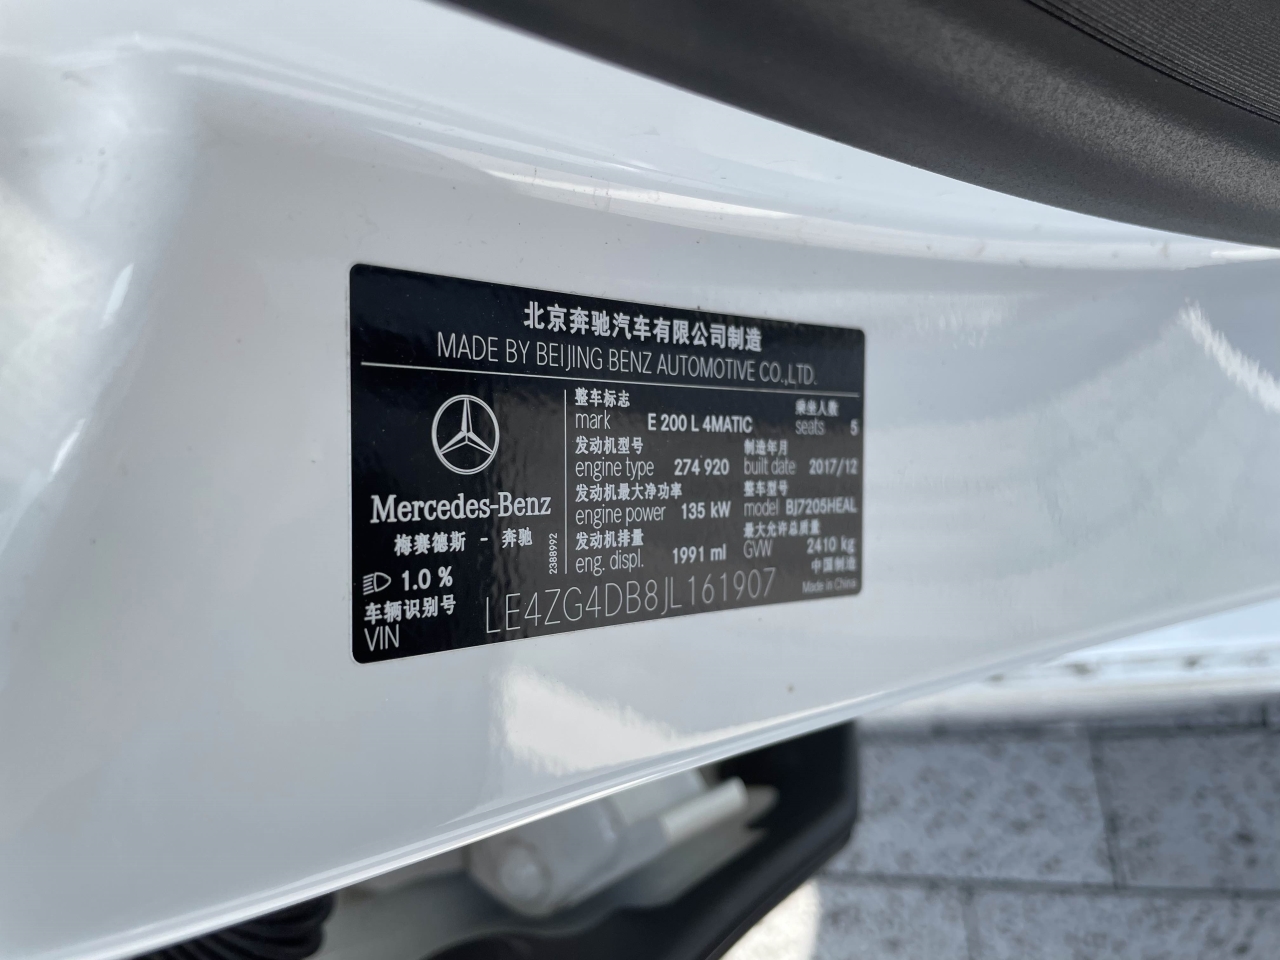 北京奔驰汽车有限公司制造
MADE BY BEIJING BENZ AUTOMOTIVE CO.,LTD.
Mercedes-Benz
梅赛德斯 - 奔驰
2388992
1.0 %
整车标志
mark E 200 L 4MATIC
乘坐人数
seats 5
发动机型号
engine type 274 920
制造年月
built date 2017/12
发动机最大净功率
engine power 135 kW
整车型号
model BJ7205HEAL
发动机排量
eng. displ. 1991 ml
最大允许总质量
GVW 2410 kg
中国制造
Made in China
车辆识别号
VIN LE4ZG4DB8JL161907